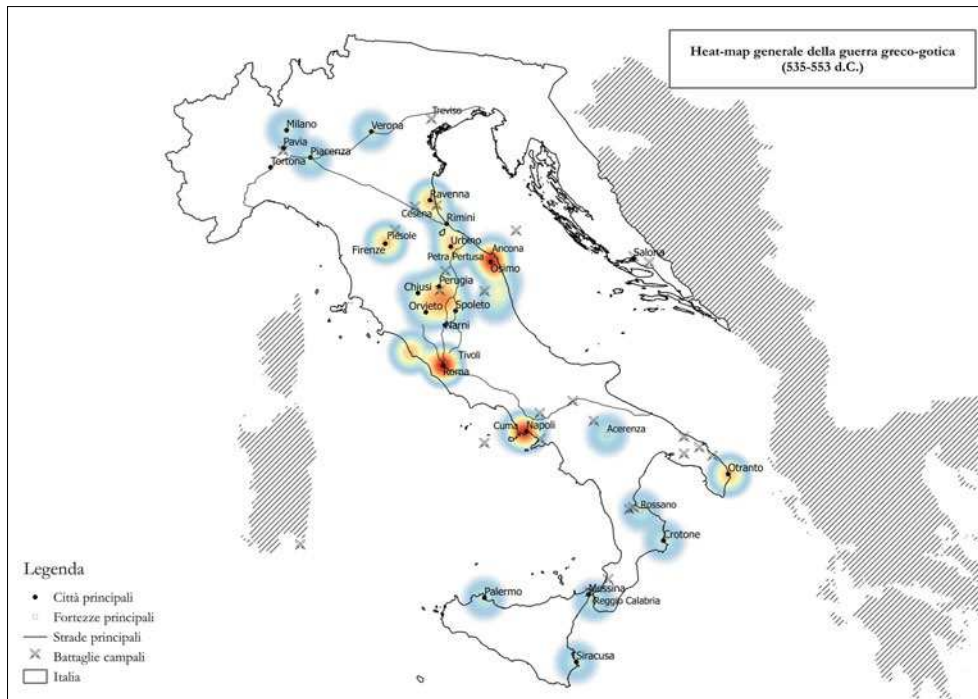 Heat-map generale della guerra greco-gotica
(535-553 d.C.)
Treviso
Milano
Verona
Pavia
Piacenza
Tortona
Ravenna
Cesena
Rimini
Fiesole
Firenze
Urbino
Ancona
Petra Pertusa
Osimo
Salona
Perugia
Chiusi
Orvieto
Spoleto
Narni
Tivoli
Roma
Cuma
Napoli
Acerenza
Otranto
Rossano
Crotone
Messina
Palermo
Reggio Calabria
Siracusa
Legenda
Città principali
Fortezze principali
Strade principali
Battaglie campali
Italia